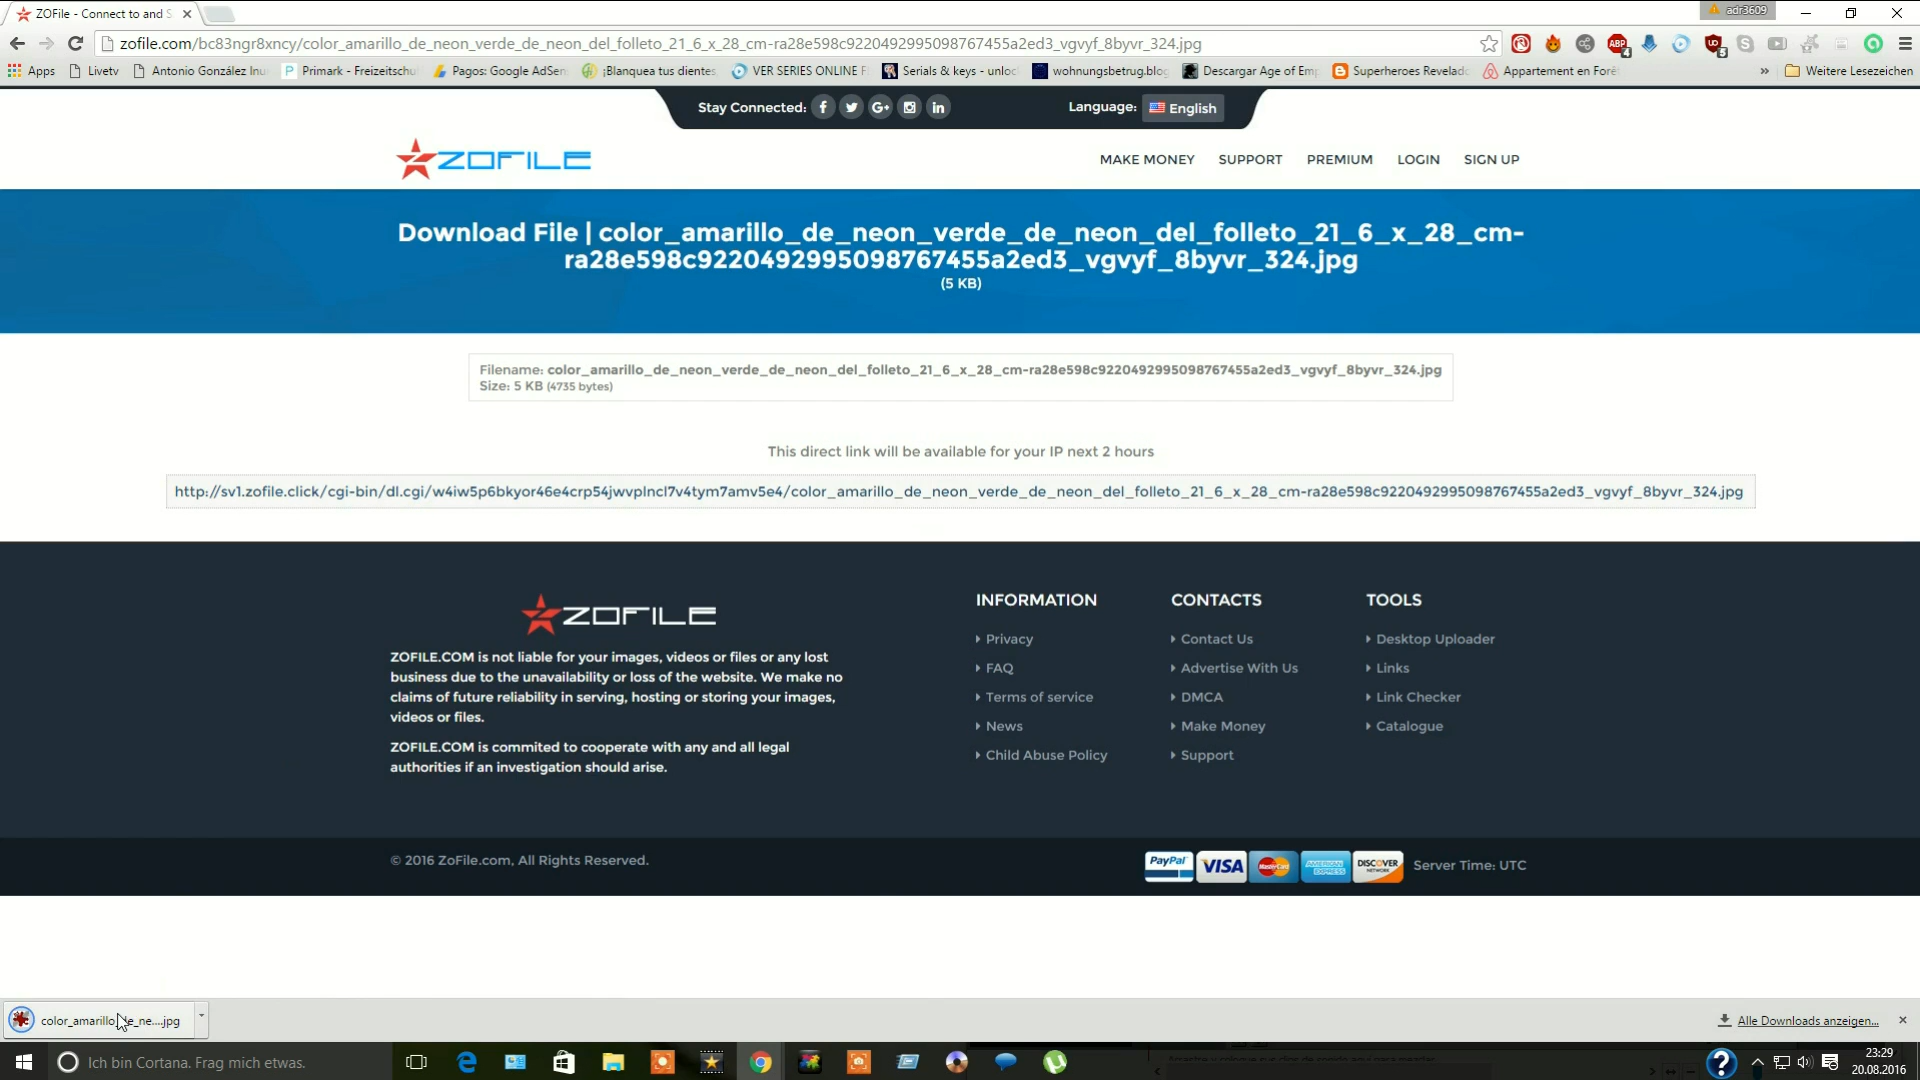 ZOFile - Connect to and S
adr3609
zofile.com/bc83ngr8xncy/color_amarillo_de_neon_verde_de_neon_del_folleto_21_6_x_28_cm-ra28e598c9220492995098767455a2ed3_vgvyf_8byvr_324.jpg
Apps Livetv Antonio González Inu Primark - Freizeitschu Pagos: Google AdSen ¡Blanquea tus dientes VER SERIES ONLINE F Serials & keys - unloc wohnungsbetrug.blog Descargar Age of Emp Superheroes Revelado Appartement en Forê » Weitere Lesezeichen
Stay Connected: Language: English
ZOFILE
MAKE MONEY SUPPORT PREMIUM LOGIN SIGN UP
Download File | color_amarillo_de_neon_verde_de_neon_del_folleto_21_6_x_28_cm-
ra28e598c9220492995098767455a2ed3_vgvyf_8byvr_324.jpg
(5 KB)
Filename: color_amarillo_de_neon_verde_de_neon_del_folleto_21_6_x_28_cm-ra28e598c9220492995098767455a2ed3_vgvyf_8byvr_324.jpg
Size: 5 KB (4735 bytes)
This direct link will be available for your IP next 2 hours
http://sv1.zofile.click/cgi-bin/dl.cgi/w4iw5p6bkyor46e4crp54jwvplncl7v4tym7amv5e4/color_amarillo_de_neon_verde_de_neon_del_folleto_21_6_x_28_cm-ra28e598c9220492995098767455a2ed3_vgvyf_8byvr_324.jpg
ZOFILE
ZOFILE.COM is not liable for your images, videos or files or any lost
business due to the unavailability or loss of the website. We make no
claims of future reliability in serving, hosting or storing your images,
videos or files.
ZOFILE.COM is commited to cooperate with any and all legal
authorities if an investigation should arise.
INFORMATION
Privacy
FAQ
Terms of service
News
Child Abuse Policy
CONTACTS
Contact Us
Advertise With Us
DMCA
Make Money
Support
TOOLS
Desktop Uploader
Links
Link Checker
Catalogue
© 2016 ZoFile.com, All Rights Reserved.
PayPal VISA MasterCard AMERICAN EXPRESS DISCOVER NETWORK Server Time: UTC
color_amarillo_de_ne....jpg
Alle Downloads anzeigen...
Ich bin Cortana. Frag mich etwas.
23:29
20.08.2016